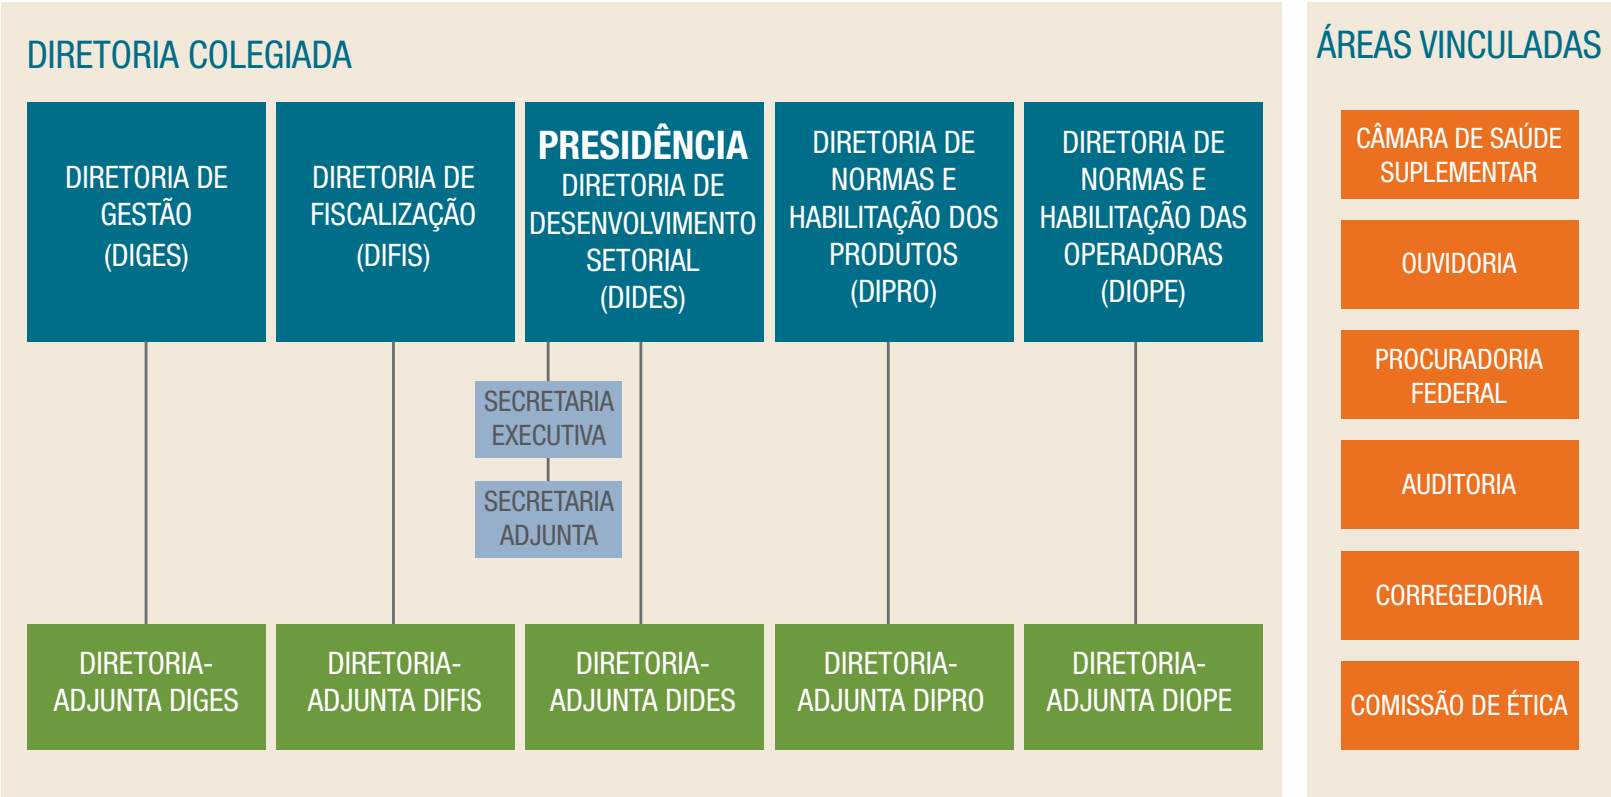 DIRETORIA COLEGIADA
DIRETORIA DE
GESTÃO
(DIGES)
DIRETORIA DE
FISCALIZAÇÃO
(DIFIS)
PRESIDÊNCIA
DIRETORIA DE
DESENVOLVIMENTO
SETORIAL
(DIDES)
DIRETORIA DE
NORMAS E
HABILITAÇÃO DOS
PRODUTOS
(DIPRO)
DIRETORIA DE
NORMAS E
HABILITAÇÃO DAS
OPERADORAS
(DIOPE)
SECRETARIA
EXECUTIVA
SECRETARIA
ADJUNTA
DIRETORIA-
ADJUNTA DIGES
DIRETORIA-
ADJUNTA DIFIS
DIRETORIA-
ADJUNTA DIDES
DIRETORIA-
ADJUNTA DIPRO
DIRETORIA-
ADJUNTA DIOPE
ÁREAS VINCULADAS
CÂMARA DE SAÚDE
SUPLEMENTAR
OUVIDORIA
PROCURADORIA
FEDERAL
AUDITORIA
CORREGEDORIA
COMISSÃO DE ÉTICA